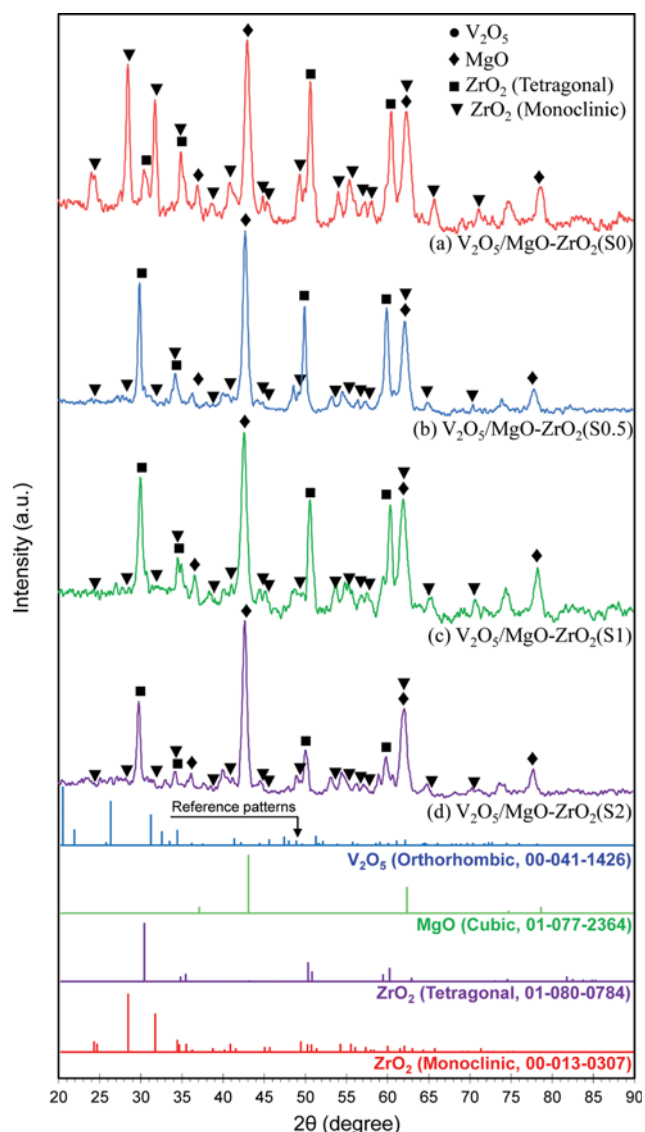 V₂O₅
MgO
ZrO₂ (Tetragonal)
ZrO₂ (Monoclinic)
(a) V₂O₅/MgO-ZrO₂(S0)
(b) V₂O₅/MgO-ZrO₂(S0.5)
(c) V₂O₅/MgO-ZrO₂(S1)
(d) V₂O₅/MgO-ZrO₂(S2)
Intensity (a.u.)
Reference patterns
V₂O₅ (Orthorhombic, 00-041-1426)
MgO (Cubic, 01-077-2364)
ZrO₂ (Tetragonal, 01-080-0784)
ZrO₂ (Monoclinic, 00-013-0307)
20 25 30 35 40 45 50 55 60 65 70 75 80 85 90
2θ (degree)